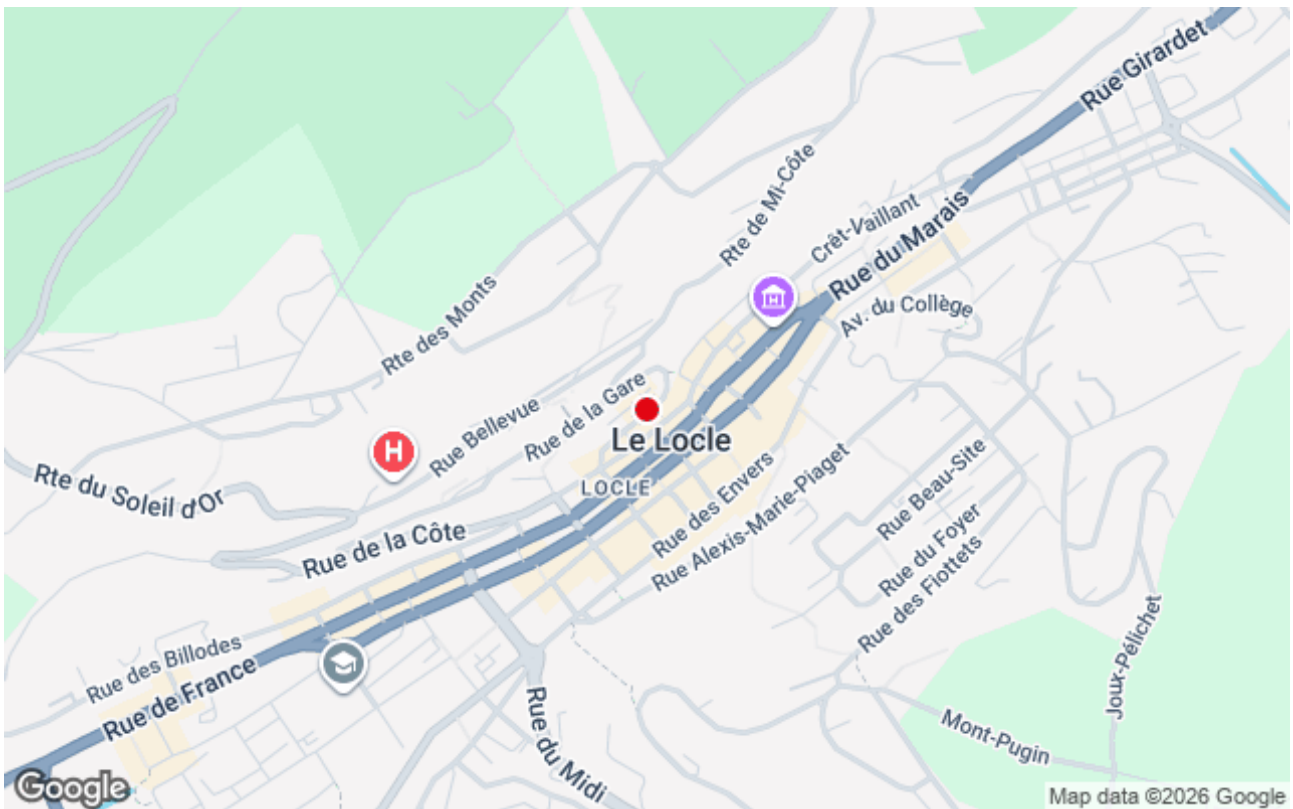 Rue Girardet
Rte de Mi-Côte
Crêt-Vaillant
Rue du Marais
Av. du Collège
Rte des Monts
Rue de la Gare
Rue Bellevue
H
Le Locle
LOCLE
Rte du Soleil d'Or
Rue de la Côte
Rue des Envers
Rue Alexis-Marie-Piaget
Rue Beau-Site
Rue du Foyer
Rue des Fiottets
Joux-Pélichet
Rue des Billodes
Rue de France
Rue du Midi
Mont-Pugin
Google
Map data ©2026 Google